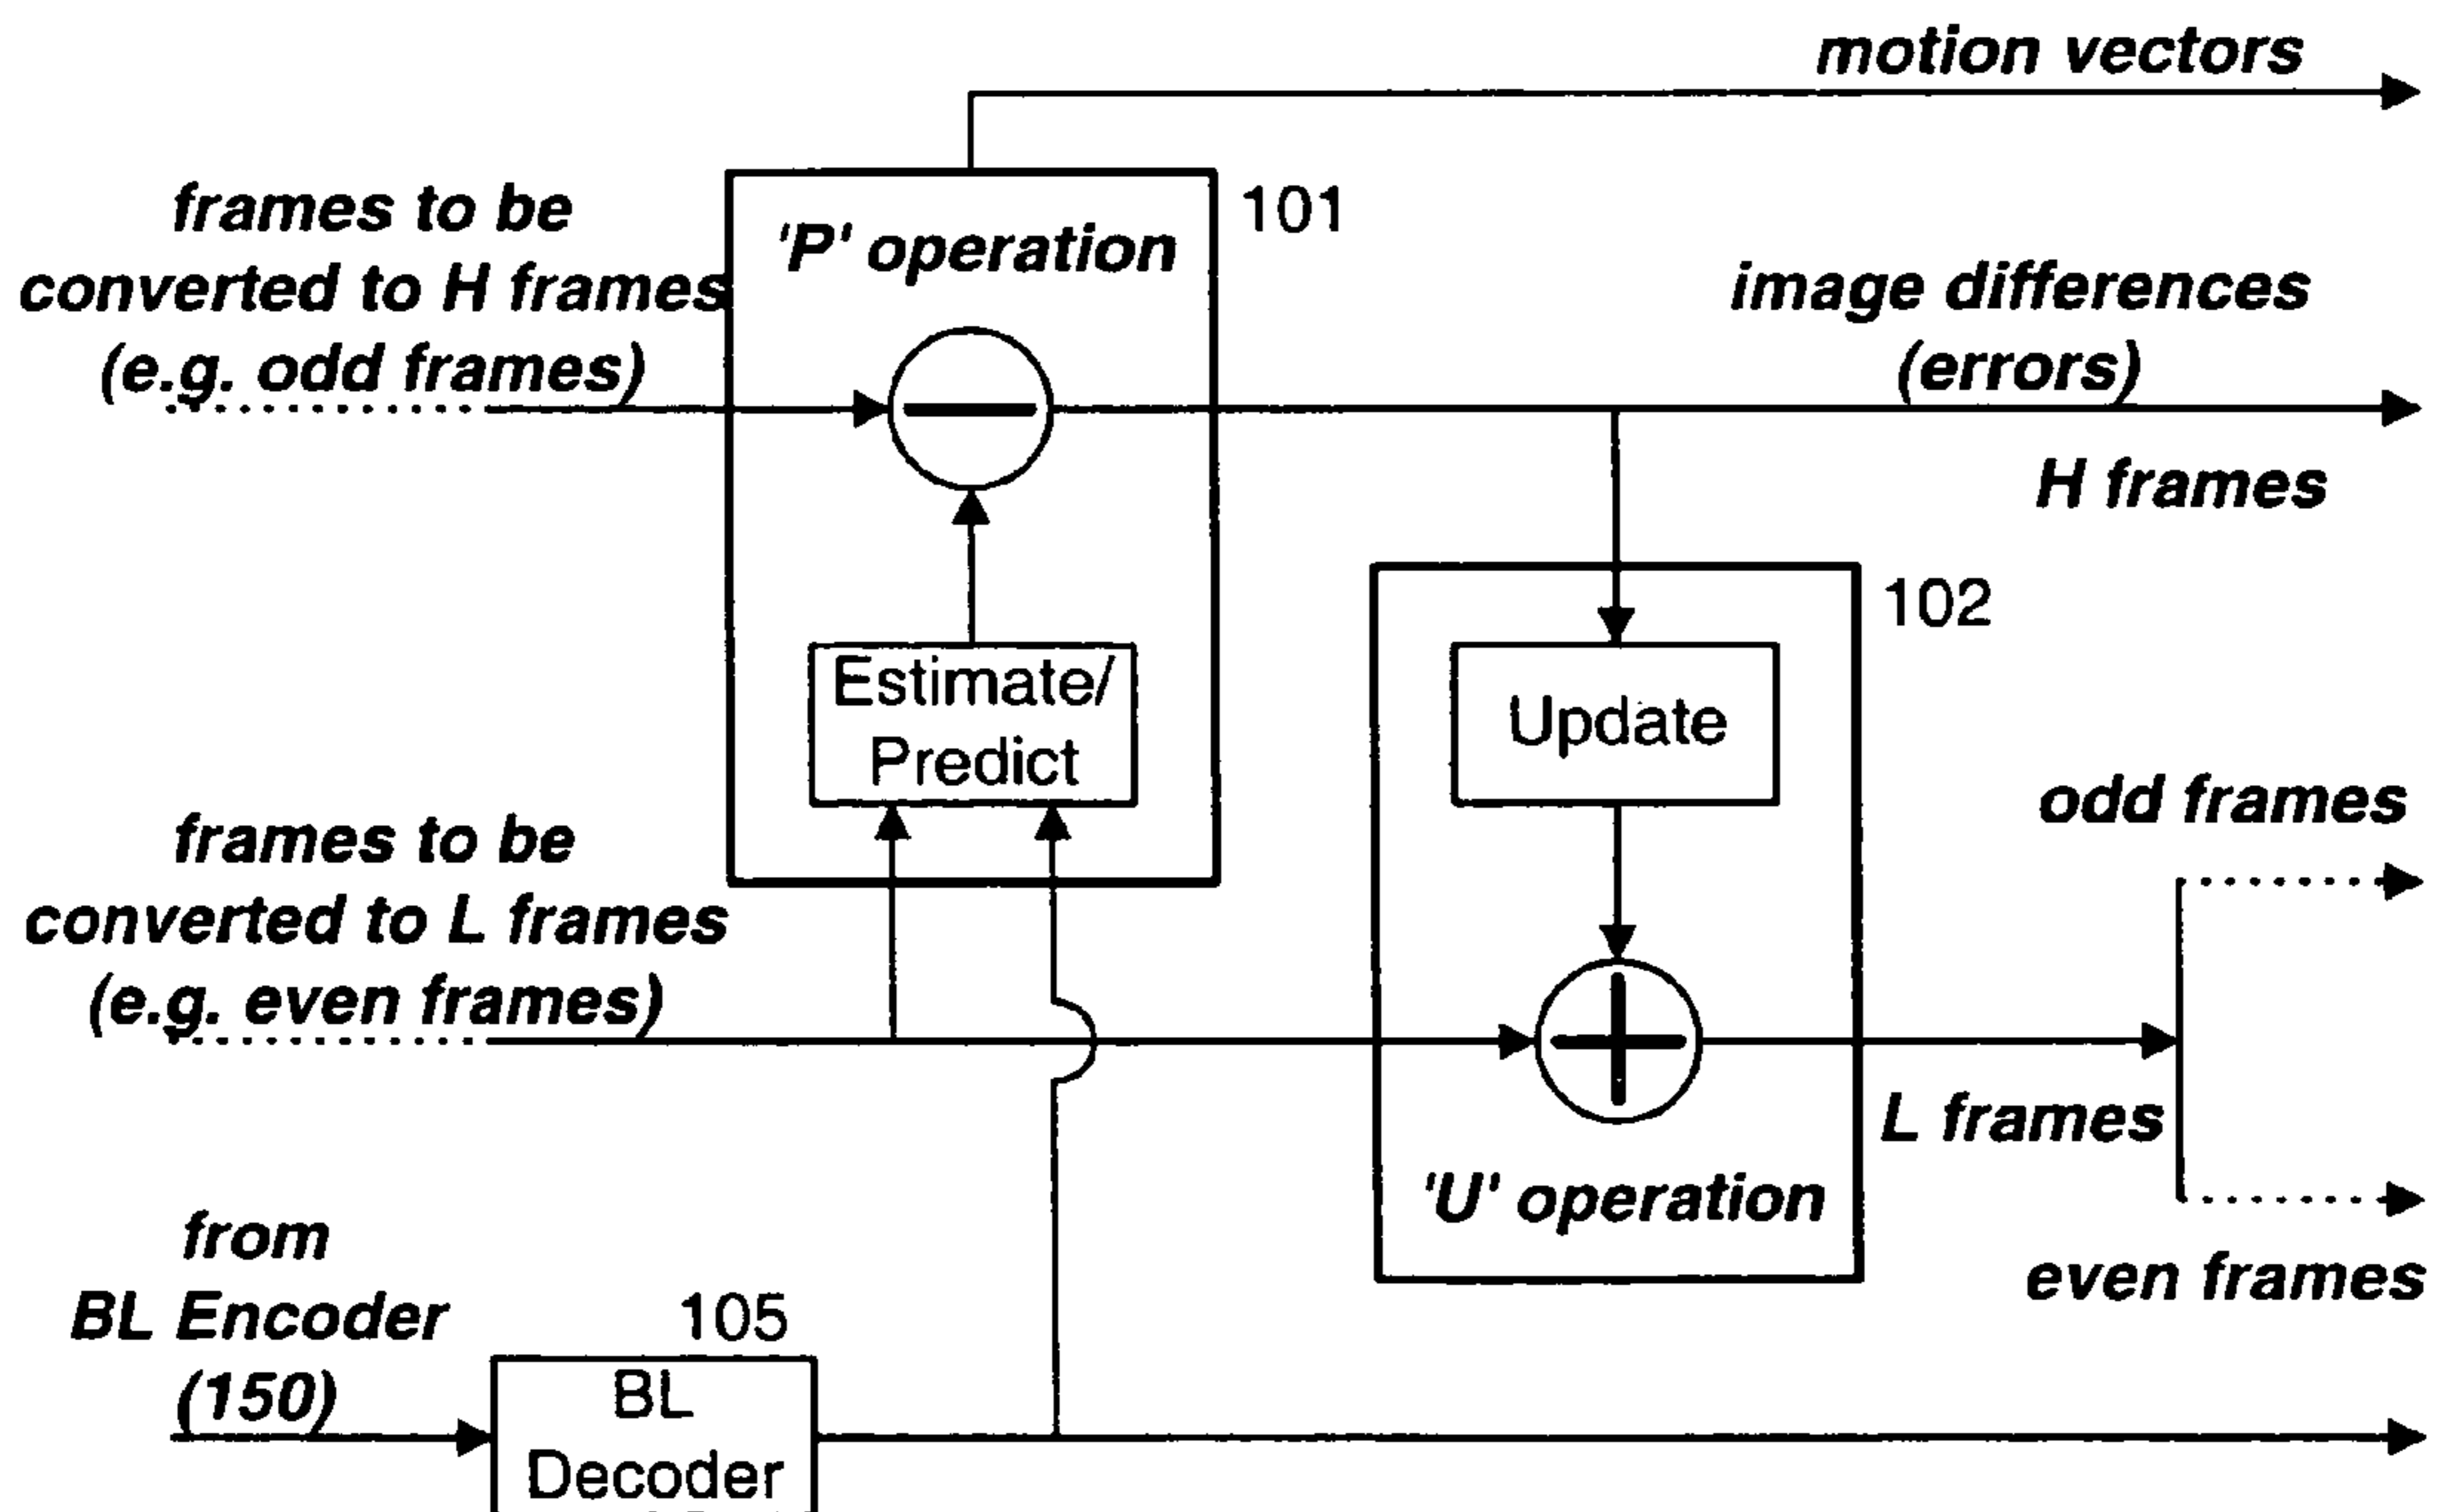 motion vectors
frames to be
converted to H frames
(e.g. odd frames)
'P' operation
101
image differences
(errors)
H frames
102
Estimate/
Predict
Update
odd frames
frames to be
converted to L frames
(e.g. even frames)
L frames
'U' operation
even frames
from
BL Encoder
(150)
105
BL
Decoder